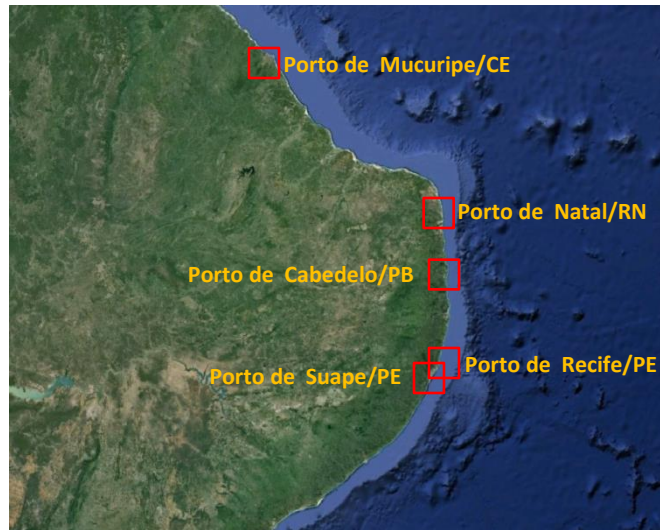 Porto de Mucuripe/CE
Porto de Natal/RN
Porto de Cabedelo/PB
Porto de Recife/PE
Porto de Suape/PE